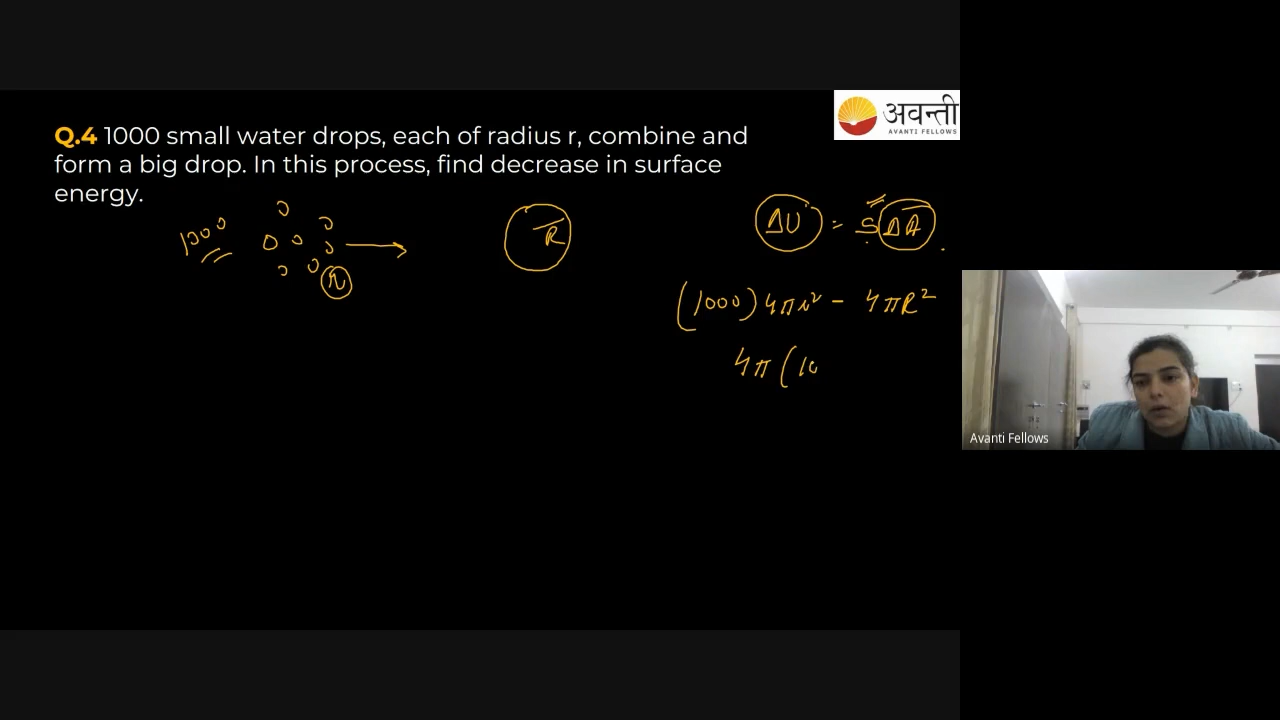 अवन्ती
AVANTI FELLOWS
Q.4 1000 small water drops, each of radius r, combine and
form a big drop. In this process, find decrease in surface
energy.
1000
r
R
ΔU = SΔA
(1000) 4πr² - 4πR²
4π(10
Avanti Fellows